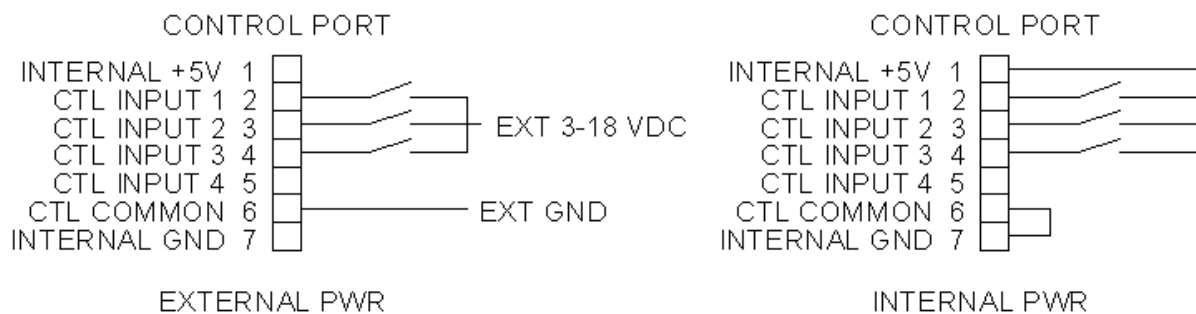 CONTROL PORT
INTERNAL +5V 1
CTL INPUT 1 2
CTL INPUT 2 3
CTL INPUT 3 4
CTL INPUT 4 5
CTL COMMON 6
INTERNAL GND 7
EXT 3-18 VDC
EXT GND
EXTERNAL PWR
CONTROL PORT
INTERNAL +5V 1
CTL INPUT 1 2
CTL INPUT 2 3
CTL INPUT 3 4
CTL INPUT 4 5
CTL COMMON 6
INTERNAL GND 7
INTERNAL PWR